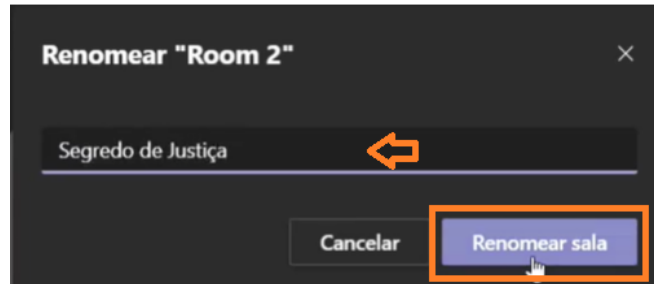 Renomear "Room 2"
Segredo de Justiça
Cancelar
Renomear sala